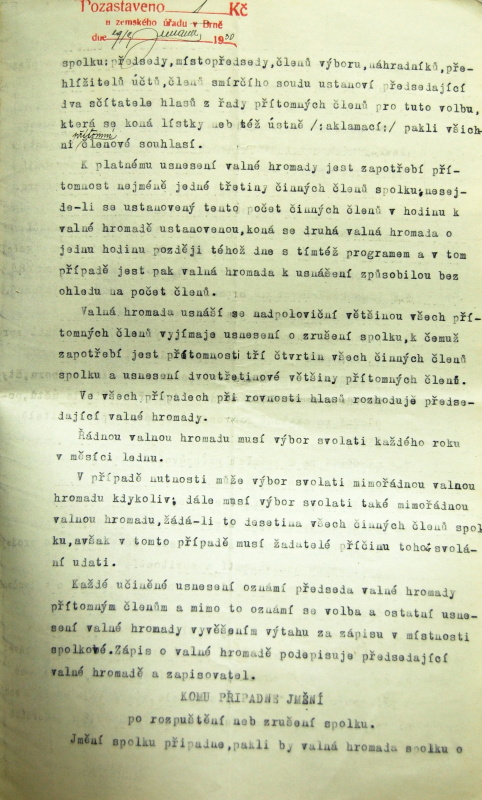 Pozastaveno 1 Kč
u zemského úřadu v Brně
dne 29/9 1930
spolku:předsedy,místopředsedy,členů výboru,náhradníků,pře-
hlížitelů účtů,členů smírčího soudu ustanoví předsedající
dva sčítatele hlasů z řady přítomných členů pro tuto volbu,
která se koná lístky neb též ústně /:aklamací:/ pakli všich-
přítomní
ní /členové souhlasí.
K platnému usnesení valné hromady jest zapotřebí pří-
tomnost nejméně jedné třetiny činných členů spolku;nesej-
de-li se ustanovený tento počet činných členů v hodinu k
valné hromadě ustanovenou,koná se druhá valná hromada o
jednu hodinu později téhož dne s tímtéž programem a v tom
případě jest pak valná hromada k usnášení způsobilou bez
ohledu na počet členů.
Valná hromada usnáší se nadpoloviční většinou všech pří-
tomných členů vyjímaje usnesení o zrušení spolku,k čemuž
zapotřebí jest přítomnosti tří čtvrtin všech činných členů
spolku a usnesení dvoutřetinové většiny přítomných členů.
Ve všech případech při rovnosti hlasů rozhoduje předse-
dající valné hromady.
Řádnou valnou hromadu musí výbor svolati každého roku
v měsíci lednu.
V případě nutnosti může výbor svolati mimořádnou valnou
hromadu kdykoliv; dále musí výbor svolati také mimořádnou
valnou hromadu,žádá-li to desetina všech činných členů spol
ku,avšak v tomto případě musí žadatelé příčinu toho svolá-
ní udati.
Každé učiněné usnesení oznámí předseda valné hromady
přítomným členům a mimo to oznámí se volba a ostatní usne-
sení valné hromady vyvěšením výtahu za zápisu v místnosti
spolkové.Zápis o valné hromadě podepisuje předsedající
valné hromadě a zapisovatel.
KOMU PŘIPADNE JMĚNÍ
po rozpuštění neb zrušení spolku.
Jmění spolku připadne,pakli by valná hromada spolku o